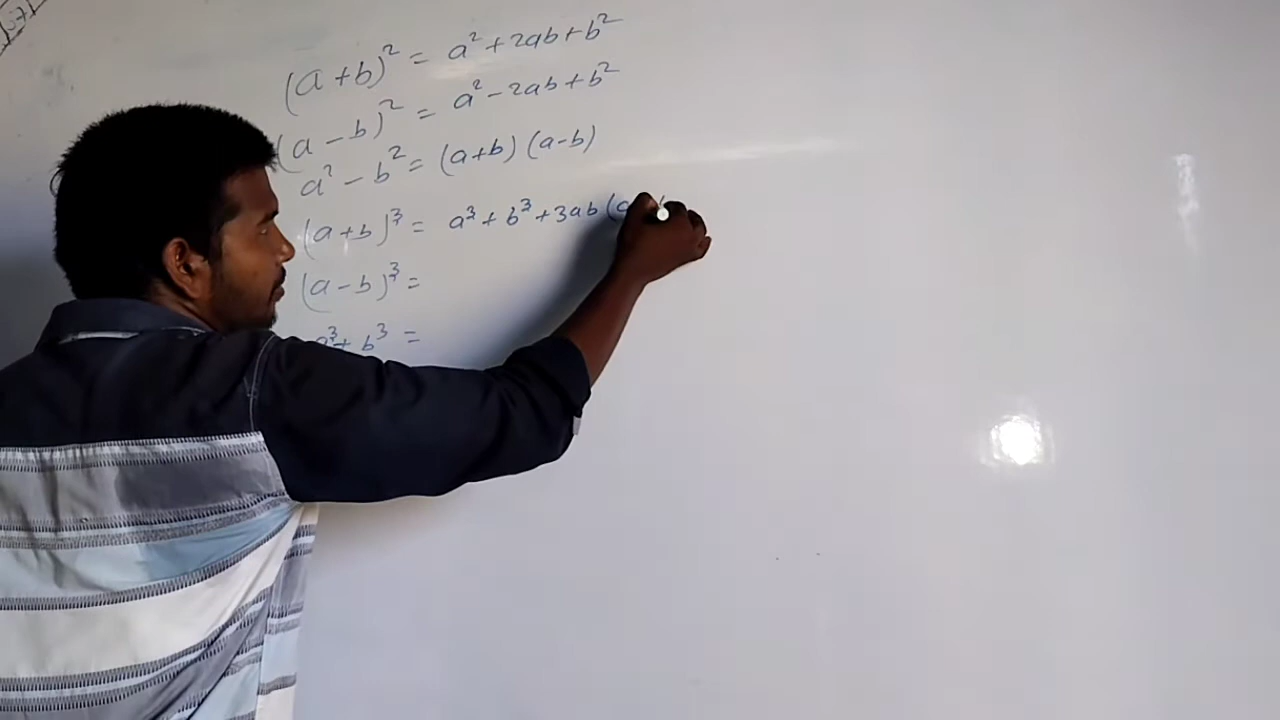 (a+b)² = a²+2ab+b²
(a-b)² = a²-2ab+b²
a²-b² = (a+b)(a-b)
(a+b)³ = a³+b³+3ab(a
(a-b)³ =
a³+b³ =